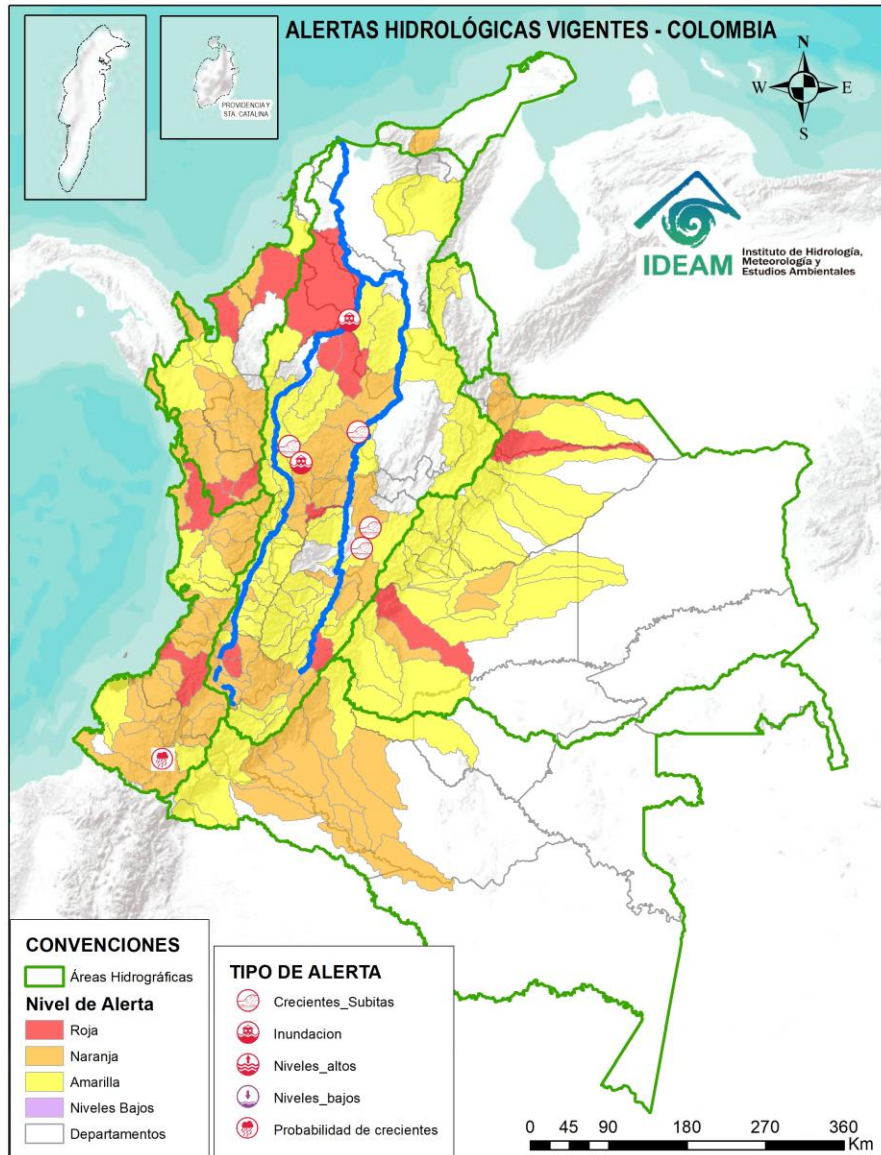 ALERTAS HIDROLÓGICAS VIGENTES - COLOMBIA
PROVIDENCIA Y
STA. CATALINA
N
W
E
S
IDEAM
Instituto de Hidrología,
Meteorología y
Estudios Ambientales
CONVENCIONES
Áreas Hidrográficas
Nivel de Alerta
Roja
Naranja
Amarilla
Niveles Bajos
Departamentos
TIPO DE ALERTA
Crecientes_Subitas
Inundacion
Niveles_altos
Niveles_bajos
Probabilidad de crecientes
0 45 90 180 270 360
Km